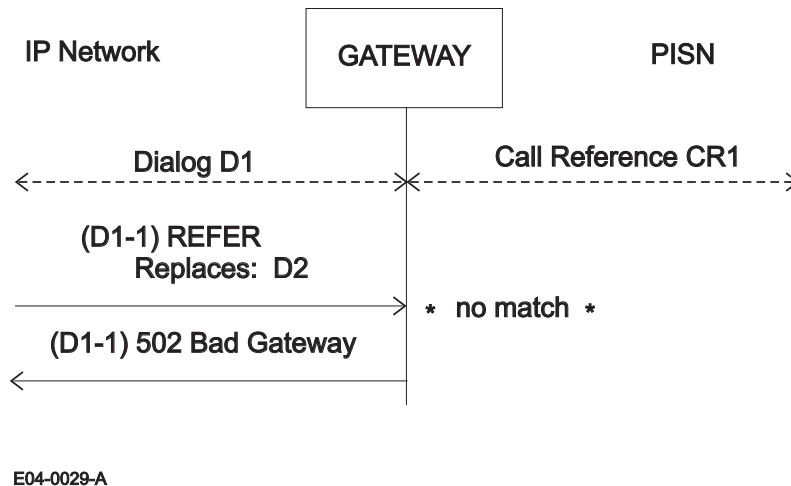 IP Network
GATEWAY
PISN
Dialog D1
Call Reference CR1
(D1-1) REFER
Replaces: D2
* no match *
(D1-1) 502 Bad Gateway
E04-0029-A